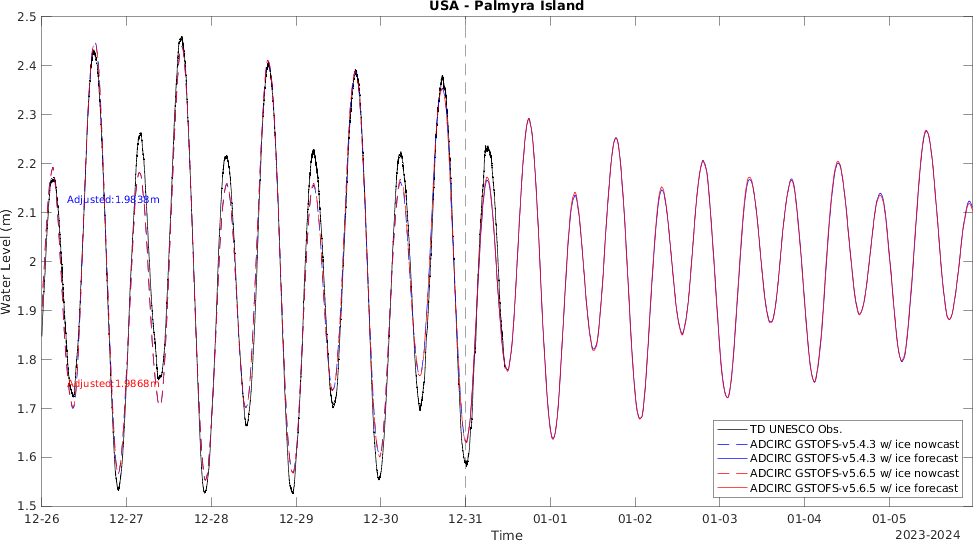 USA - Palmyra Island
2.5
2.4
2.3
2.2
2.1
2
1.9
1.8
1.7
1.6
1.5
Water Level (m)
Adjusted:1.9838m
Adjusted:1.9868m
TD UNESCO Obs.
ADCIRC GSTOFS-v5.4.3 w/ ice nowcast
ADCIRC GSTOFS-v5.4.3 w/ ice forecast
ADCIRC GSTOFS-v5.6.5 w/ ice nowcast
ADCIRC GSTOFS-v5.6.5 w/ ice forecast
12-26 12-27 12-28 12-29 12-30 12-31 01-01 01-02 01-03 01-04 01-05
Time
2023-2024